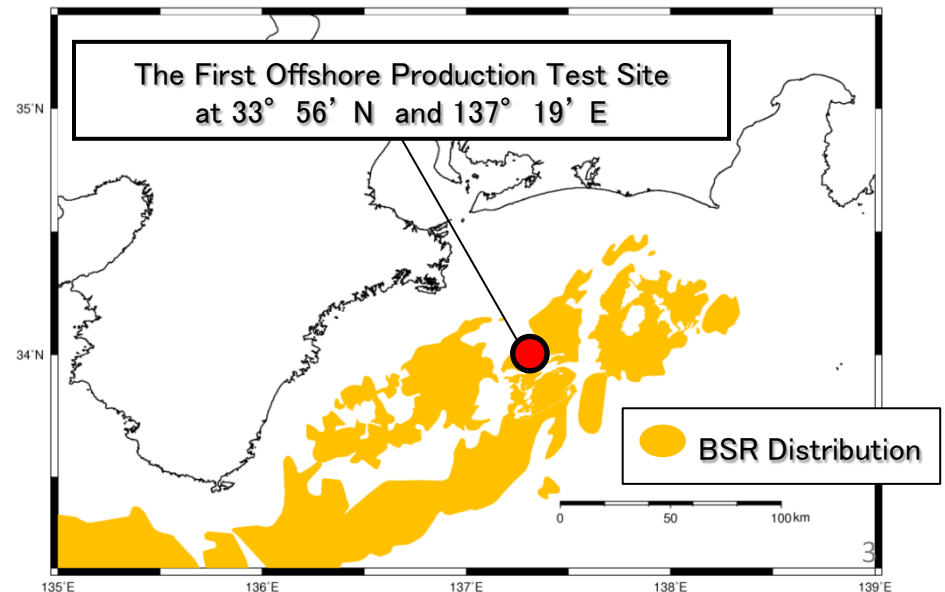 The First Offshore Production Test Site
at 33° 56’ N and 137° 19’ E
35°N
34°N
BSR Distribution
0 50 100km
3
135°E 136°E 137°E 138°E 139°E